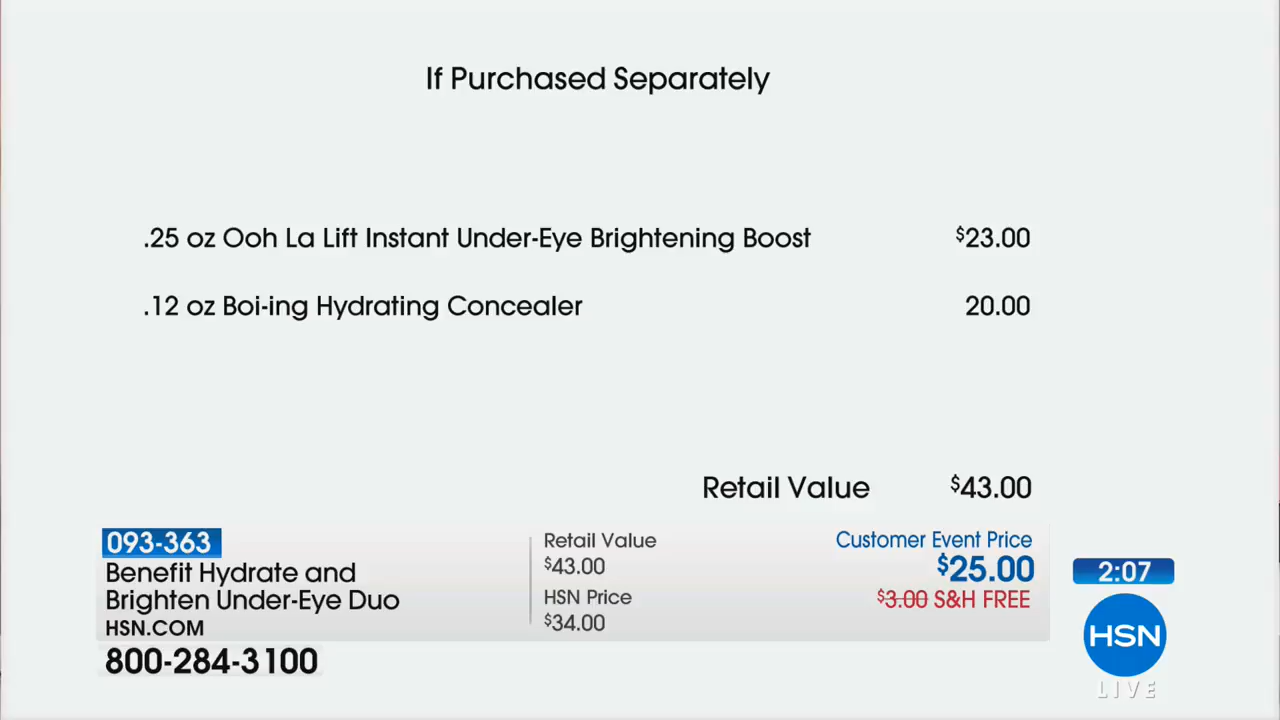 If Purchased Separately
.25 oz Ooh La Lift Instant Under-Eye Brightening Boost $23.00
.12 oz Boi-ing Hydrating Concealer 20.00
Retail Value $43.00
093-363
Benefit Hydrate and
Brighten Under-Eye Duo
HSN.COM
800-284-3100
Retail Value
$43.00
HSN Price
$34.00
Customer Event Price
$25.00
$3.00 S&H FREE
2:07
HSN
LIVE